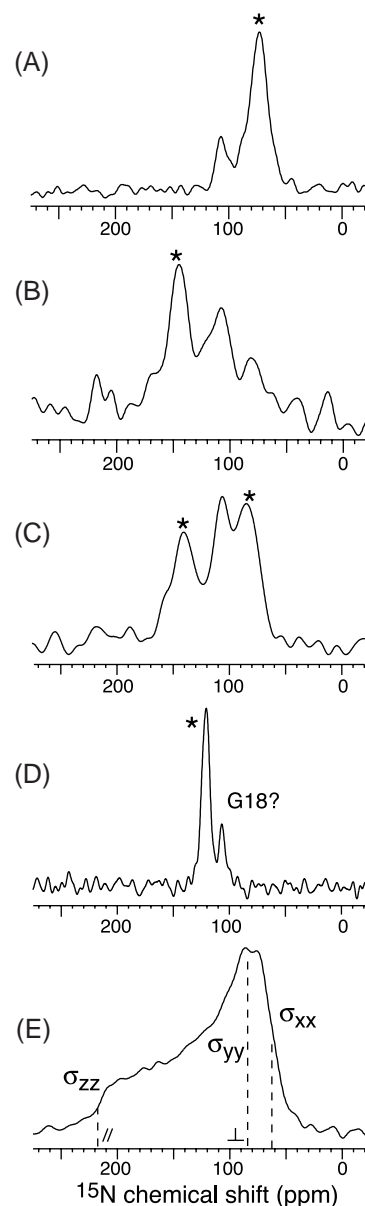 (A)
*
200 100 0
(B)
*
200 100 0
(C)
* *
200 100 0
(D)
*
G18?
200 100 0
(E)
σzz
σyy
σxx
// ⊥
200 100 0
¹⁵N chemical shift (ppm)